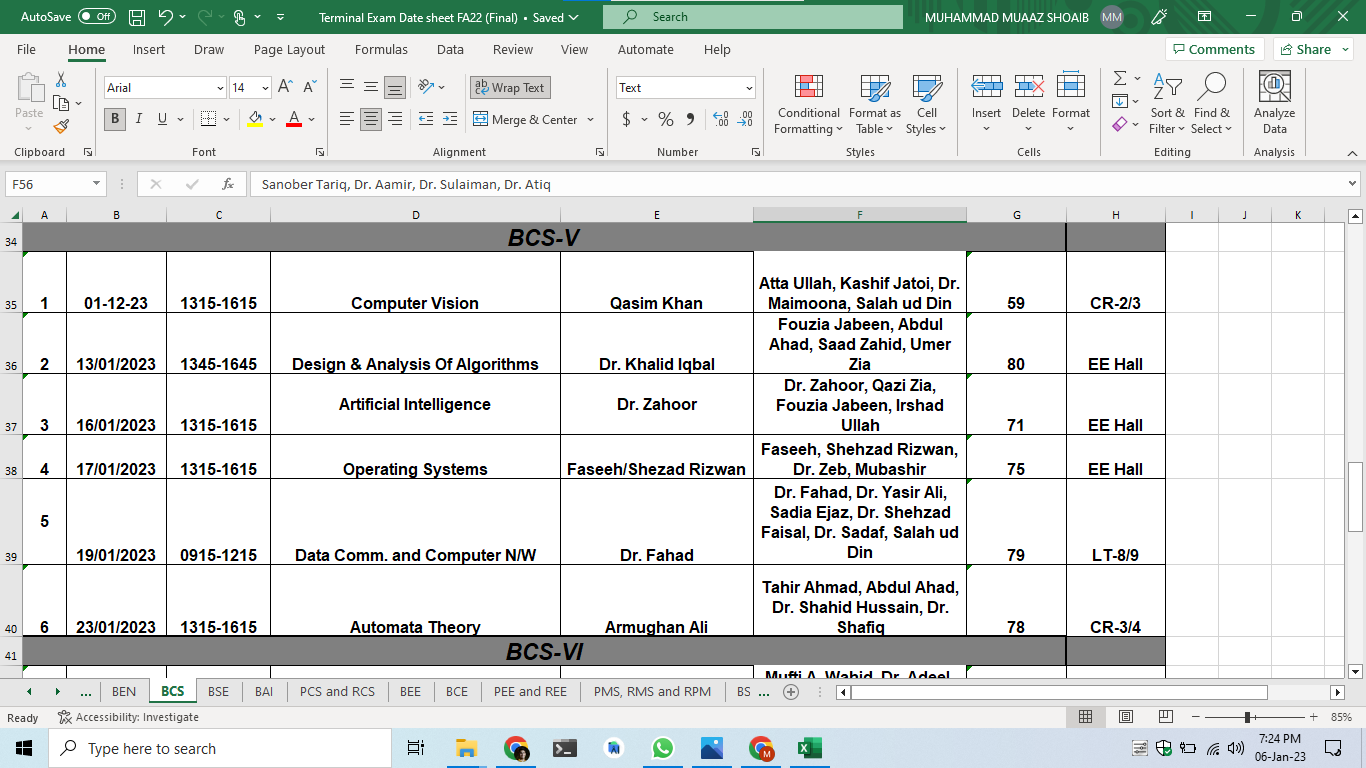 AutoSave Off Terminal Exam Date sheet FA22 (Final) • Saved Search MUHAMMAD MUAAZ SHOAIB MM
File Home Insert Draw Page Layout Formulas Data Review View Automate Help Comments Share
Paste Arial 14 A A ab Wrap Text Text Conditional Formatting Format as Table Cell Styles Insert Delete Format Sort & Filter Find & Select Analyze Data
B I U A Merge & Center $ % 9 .00 .00
Clipboard Font Alignment Number Styles Cells Editing Analysis
F56 fx Sanober Tariq, Dr. Aamir, Dr. Sulaiman, Dr. Atiq
A B C D E F G H I J K
34 BCS-V
35 1 01-12-23 1315-1615 Computer Vision Qasim Khan Atta Ullah, Kashif Jatoi, Dr. Maimoona, Salah ud Din 59 CR-2/3
36 2 13/01/2023 1345-1645 Design & Analysis Of Algorithms Dr. Khalid Iqbal Fouzia Jabeen, Abdul Ahad, Saad Zahid, Umer Zia 80 EE Hall
37 3 16/01/2023 1315-1615 Artificial Intelligence Dr. Zahoor Dr. Zahoor, Qazi Zia, Fouzia Jabeen, Irshad Ullah 71 EE Hall
38 4 17/01/2023 1315-1615 Operating Systems Faseeh/Shezad Rizwan Faseeh, Shehzad Rizwan, Dr. Zeb, Mubashir 75 EE Hall
39 5 19/01/2023 0915-1215 Data Comm. and Computer N/W Dr. Fahad Dr. Fahad, Dr. Yasir Ali, Sadia Ejaz, Dr. Shehzad Faisal, Dr. Sadaf, Salah ud Din 79 LT-8/9
40 6 23/01/2023 1315-1615 Automata Theory Armughan Ali Tahir Ahmad, Abdul Ahad, Dr. Shahid Hussain, Dr. Shafiq 78 CR-3/4
41 BCS-VI
Mufti A. Wahid, Dr. Adeel
... BEN BCS BSE BAI PCS and RCS BEE BCE PEE and REE PMS, RMS and RPM BS ...
Ready Accessibility: Investigate 85%
Type here to search 7:24 PM
06-Jan-23